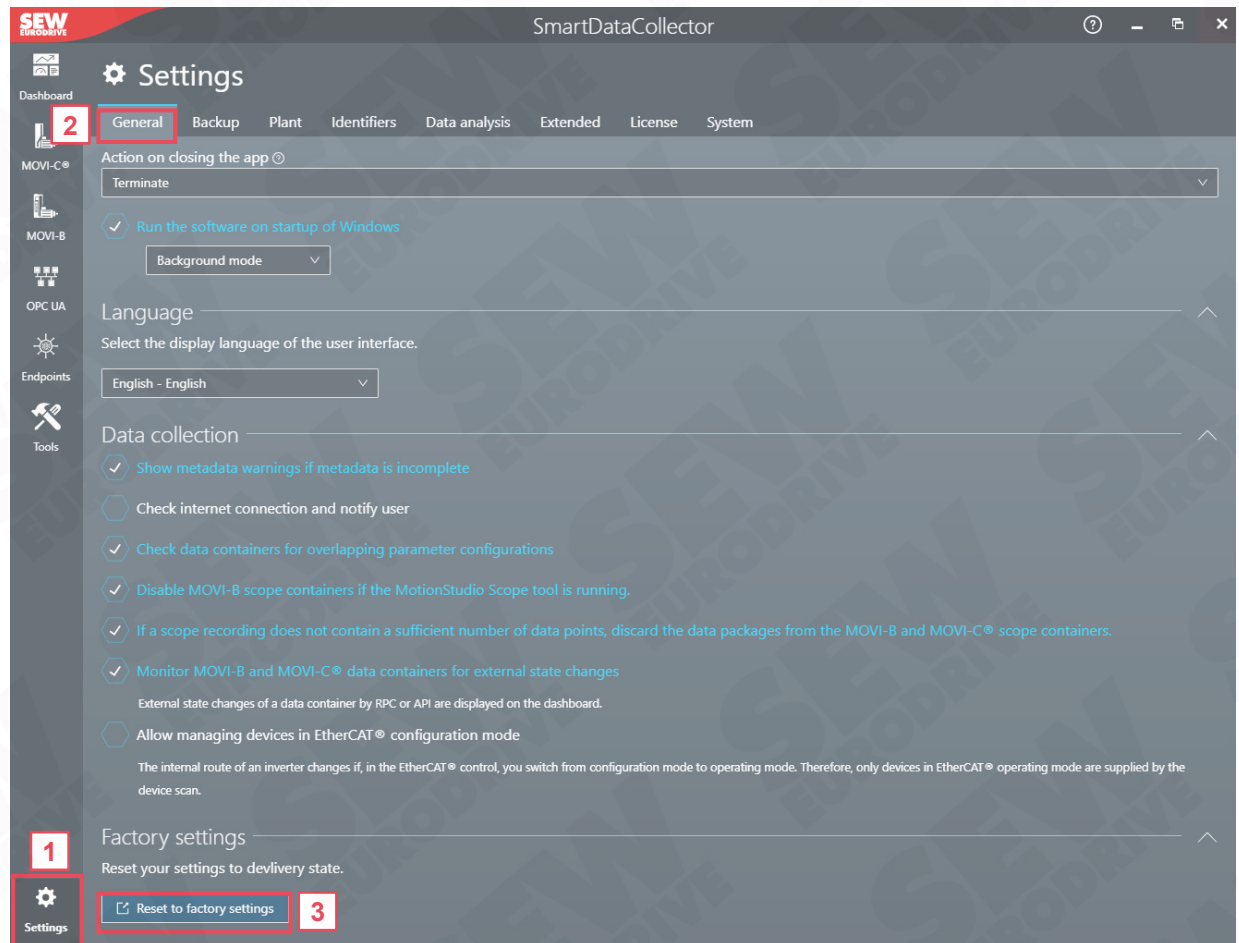 SEW
EURODRIVE
SmartDataCollector
Dashboard
MOVI-C®
MOVI-B
OPC UA
Endpoints
Tools
1
Settings
Settings
2
General Backup Plant Identifiers Data analysis Extended License System
Action on closing the app
Terminate
Run the software on startup of Windows
Background mode
Language
Select the display language of the user interface.
English - English
Data collection
Show metadata warnings if metadata is incomplete
Check internet connection and notify user
Check data containers for overlapping parameter configurations
Disable MOVI-B scope containers if the MotionStudio Scope tool is running.
If a scope recording does not contain a sufficient number of data points, discard the data packages from the MOVI-B and MOVI-C® scope containers.
Monitor MOVI-B and MOVI-C® data containers for external state changes
External state changes of a data container by RPC or API are displayed on the dashboard.
Allow managing devices in EtherCAT® configuration mode
The internal route of an inverter changes if, in the EtherCAT® control, you switch from configuration mode to operating mode. Therefore, only devices in EtherCAT® operating mode are supplied by the
device scan.
Factory settings
Reset your settings to devlivery state.
Reset to factory settings
3